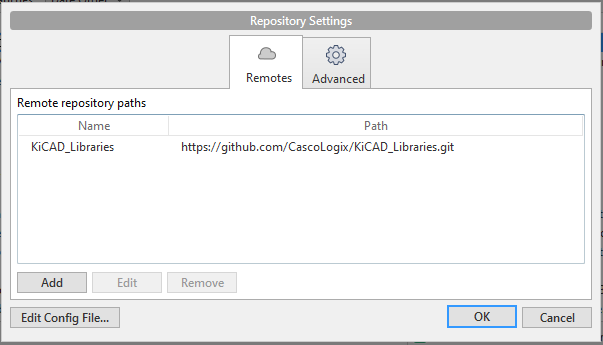 Repository Settings
Remotes
Advanced
Remote repository paths
Name Path
KiCAD_Libraries https://github.com/CascoLogix/KiCAD_Libraries.git
Add Edit Remove
Edit Config File... OK Cancel